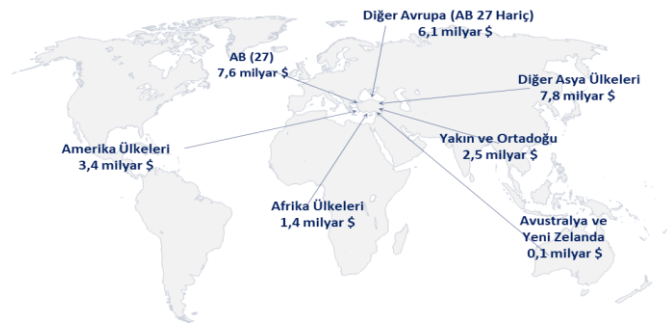 Diğer Avrupa (AB 27 Hariç)
6,1 milyar $
AB (27)
7,6 milyar $
Diğer Asya Ülkeleri
7,8 milyar $
Amerika Ülkeleri
3,4 milyar $
Yakın ve Ortadoğu
2,5 milyar $
Afrika Ülkeleri
1,4 milyar $
Avustralya ve
Yeni Zelanda
0,1 milyar $